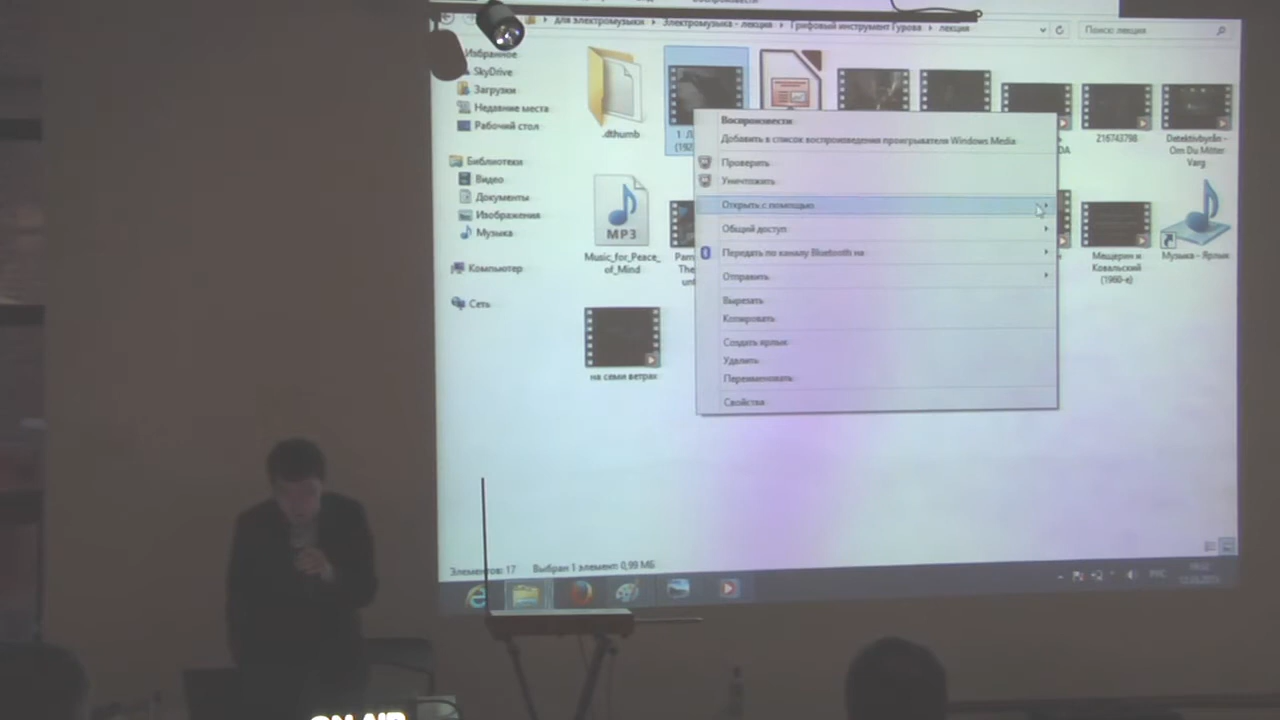 для электромузыки › Электромузыка - лекция › Грифовый инструмент Гурова › лекция
Поиск: лекция
Избранное
SkyDrive
Загрузки
Недавние места
Рабочий стол
Библиотеки
Видео
Документы
Изображения
Музыка
Компьютер
Сеть
.dthumb
216743798
Detektivbyrån -
Om Du Möter
Varg
MP3
Music_for_Peace_
of_Mind
Мещерин и
Ковальский
(1960-е)
Музыка - Ярлык
на семи ветрах
Воспроизвести
Добавить в список воспроизведения проигрывателя Windows Media
Проверить
Уничтожить
Открыть с помощью
Общий доступ
Передать по каналу Bluetooth на
Отправить
Вырезать
Копировать
Создать ярлык
Удалить
Переименовать
Свойства
Элементов: 17 Выбран 1 элемент: 0,99 МБ
РУС
ON AIR